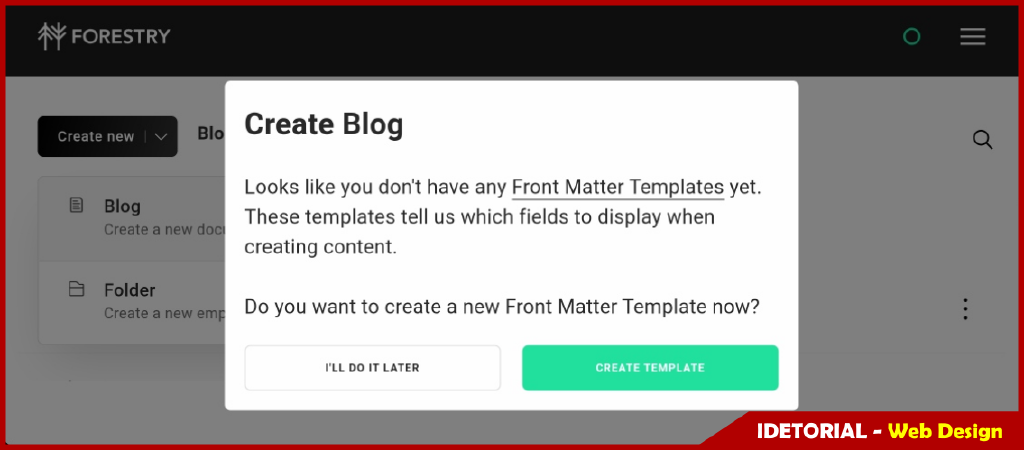 FORESTRY
Create new
Blo
Blog
Create a new docu
Folder
Create a new emp
Create Blog
Looks like you don't have any Front Matter Templates yet.
These templates tell us which fields to display when
creating content.
Do you want to create a new Front Matter Template now?
I'LL DO IT LATER
CREATE TEMPLATE
IDETORIAL - Web Design